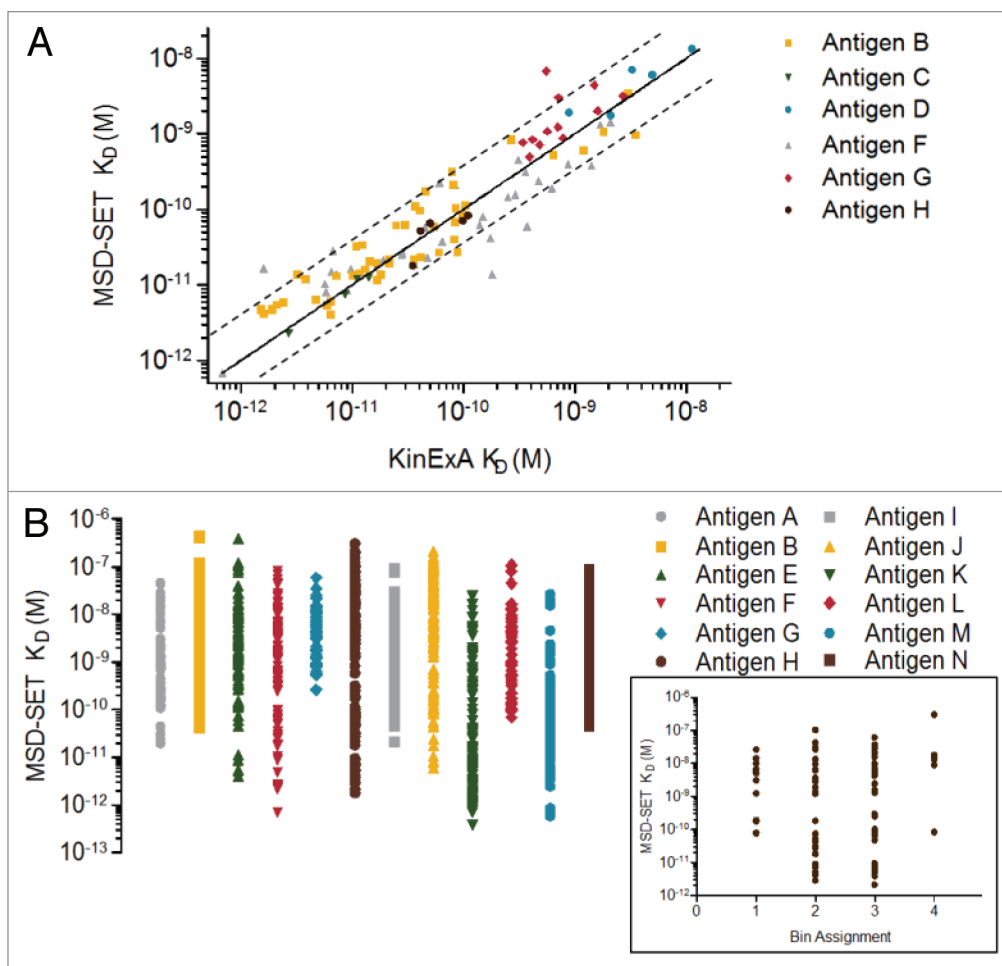 A
MSD-SET K_D (M)
10^-8
10^-9
10^-10
10^-11
10^-12
10^-12 10^-11 10^-10 10^-9 10^-8
KinExA K_D (M)
Antigen B
Antigen C
Antigen D
Antigen F
Antigen G
Antigen H
B
MSD-SET K_D (M)
10^-6
10^-7
10^-8
10^-9
10^-10
10^-11
10^-12
10^-13
Antigen A Antigen I
Antigen B Antigen J
Antigen E Antigen K
Antigen F Antigen L
Antigen G Antigen M
Antigen H Antigen N
MSD-SET K_D (M)
10^-6
10^-7
10^-8
10^-9
10^-10
10^-11
10^-12
0 1 2 3 4
Bin Assignment